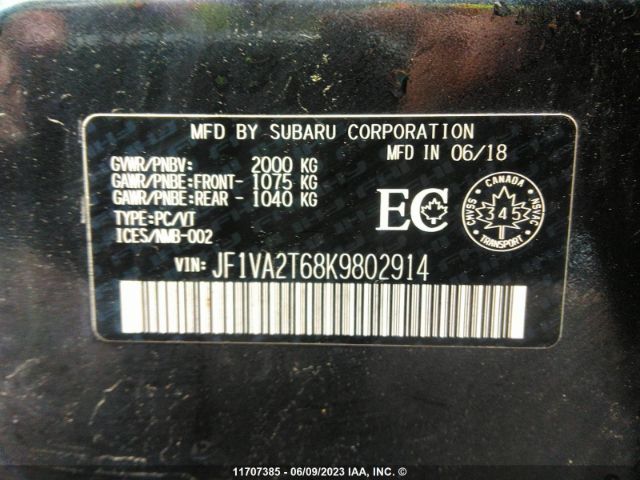 MFD BY SUBARU CORPORATION
MFD IN 06/18
GVWR/PNBV: 2000 KG
GAWR/PNBE:FRONT- 1075 KG
GAWR/PNBE:REAR - 1040 KG
TYPE:PC/VT
ICES/NMB-002
EC
CANADA
CMVSS 345 NSVAC
TRANSPORT
VIN: JF1VA2T68K9802914
11707385 - 06/09/2023 IAA, INC. ©